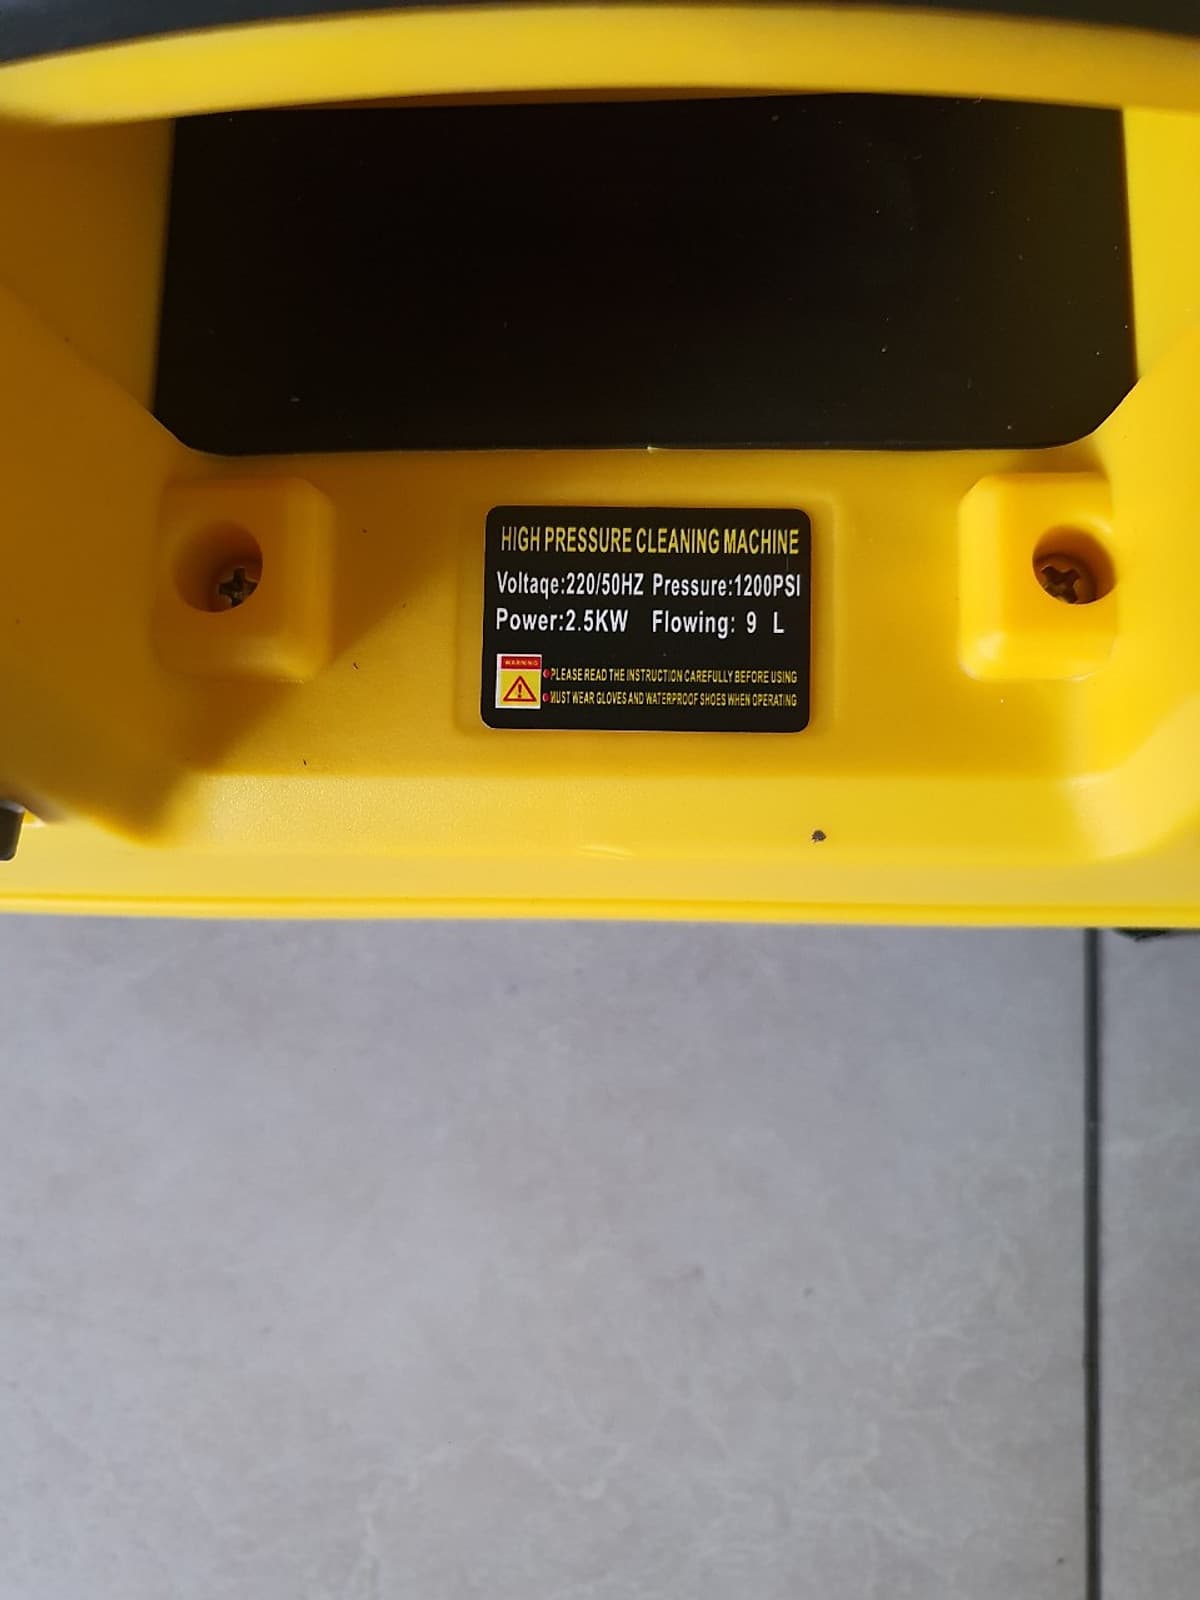 HIGH PRESSURE CLEANING MACHINE
Voltaqe:220/50HZ Pressure:1200PSI
Power:2.5KW Flowing: 9 L
WARNING
PLEASE READ THE INSTRUCTION CAREFULLY BEFORE USING
MUST WEAR GLOVES AND WATERPROOF SHOES WHEN OPERATING